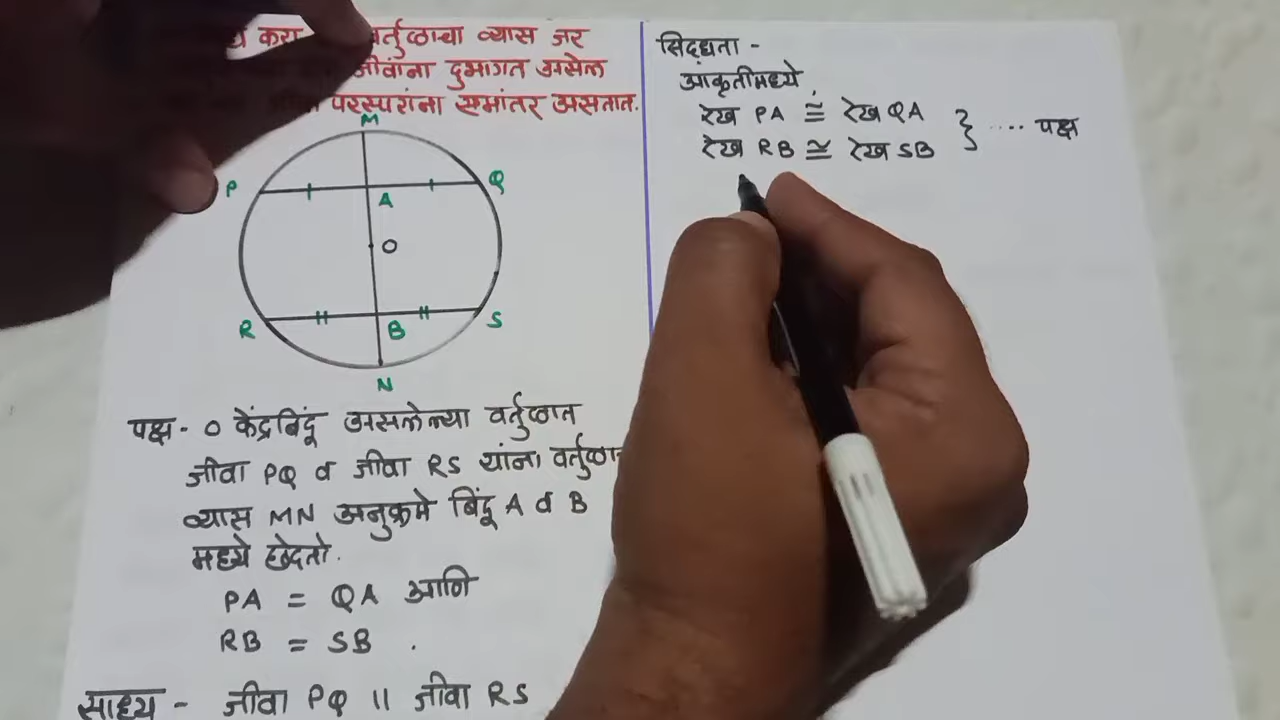 करा वर्तुळाचा व्यास जर
जीवांना दुभागत असेल
परस्परांना समांतर असतात.
M
P
Q
A
O
R
B
S
N
पक्ष - O केंद्रबिंदू असलेल्या वर्तुळात
जीवा PQ व जीवा RS यांना वर्तुळा
व्यास MN अनुक्रमे बिंदू A व B
मध्ये छेदतो.
PA = QA आणि
RB = SB .
साध्य - जीवा PQ || जीवा RS
सिद्धता -
आकृतीमध्ये,
रेख PA ≅ रेख QA
रेख RB ≅ रेख SB } .... पक्ष